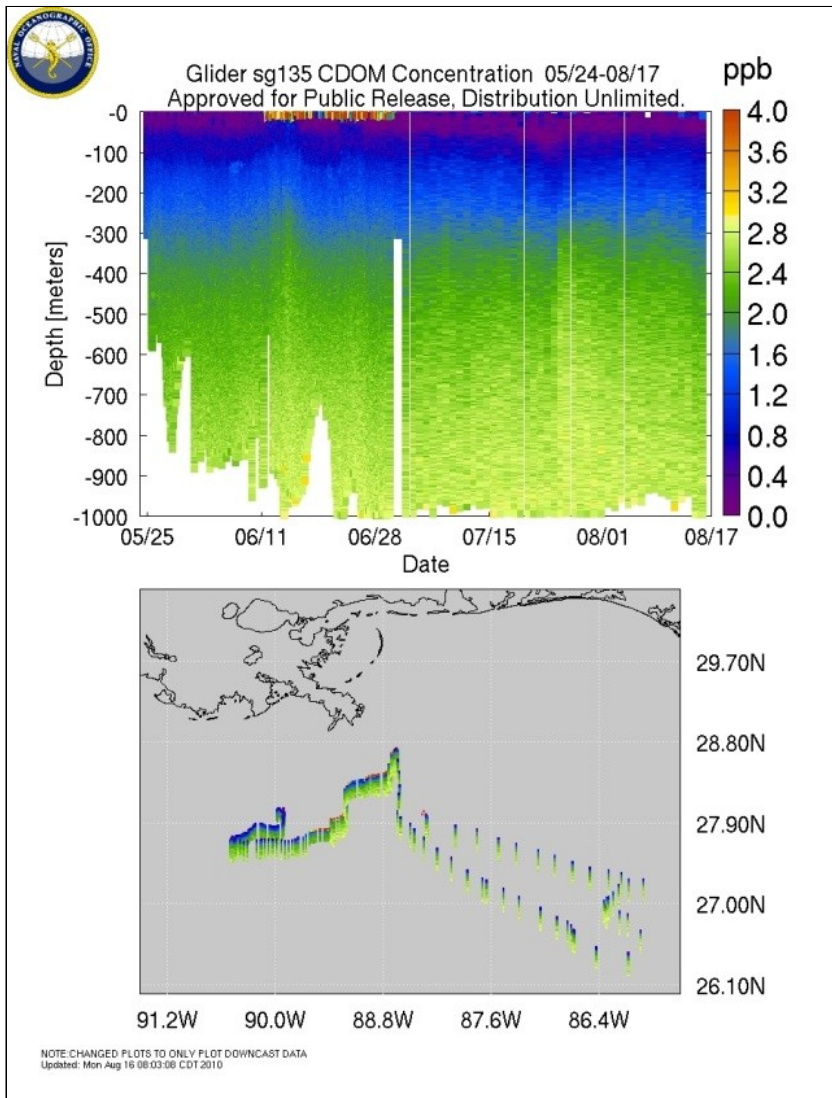 NAVAL OCEANOGRAPHIC OFFICE
Glider sg135 CDOM Concentration 05/24-08/17
Approved for Public Release, Distribution Unlimited.
ppb
-0
-100
-200
-300
-400
-500
-600
-700
-800
-900
-1000
Depth [meters]
4.0
3.6
3.2
2.8
2.4
2.0
1.6
1.2
0.8
0.4
0.0
05/25 06/11 06/28 07/15 08/01 08/17
Date
29.70N
28.80N
27.90N
27.00N
26.10N
91.2W 90.0W 88.8W 87.6W 86.4W
NOTE:CHANGED PLOTS TO ONLY PLOT DOWNCAST DATA
Updated: Mon Aug 16 08:03:08 CDT 2010